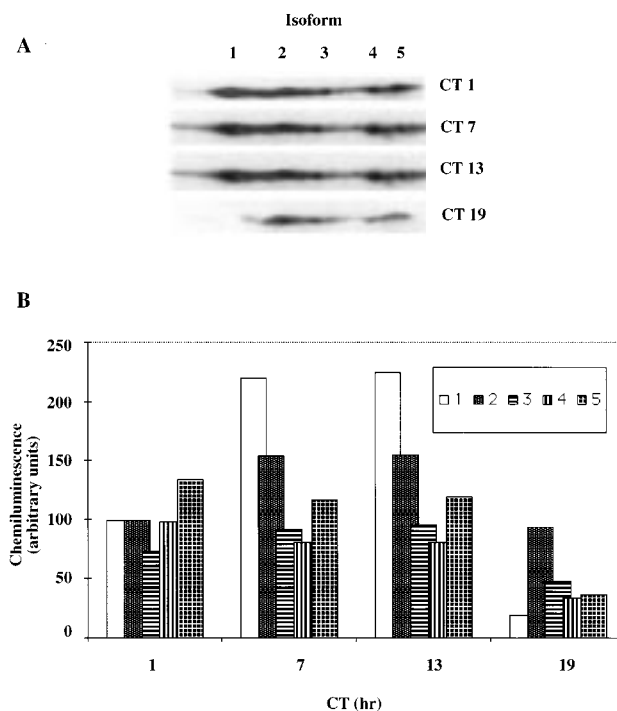 Isoform
A
1 2 3 4 5
CT 1
CT 7
CT 13
CT 19
B
Chemiluminescence
(arbitrary units)
250
200
150
100
50
0
1 2 3 4 5
1 7 13 19
CT (hr)